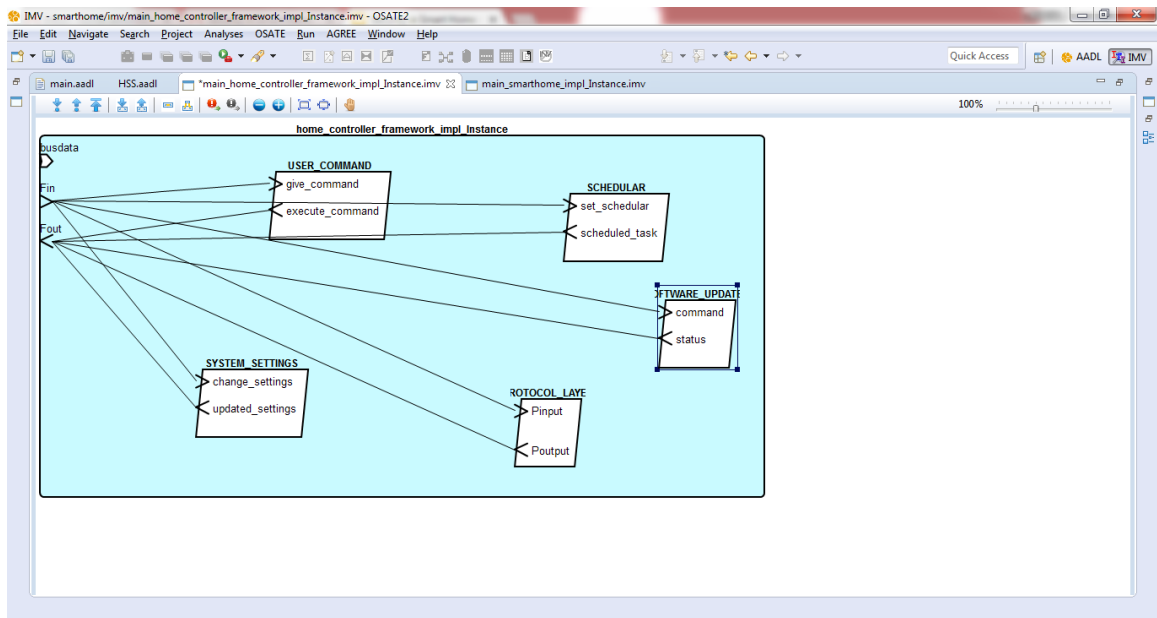 IMV - smarthome/imv/main_home_controller_framework_impl_Instance.imv - OSATE2
File Edit Navigate Search Project Analyses OSATE Run AGREE Window Help
Quick Access AADL IMV
main.aadl HSS.aadl *main_home_controller_framework_impl_Instance.imv main_smarthome_impl_Instance.imv
100%
home_controller_framework_impl_Instance
busdata
Fin
Fout
USER_COMMAND
give_command
execute_command
SCHEDULAR
set_schedular
scheduled_task
OFTWARE_UPDATE
command
status
SYSTEM_SETTINGS
change_settings
updated_settings
ROTOCOL_LAYE
Pinput
Poutput